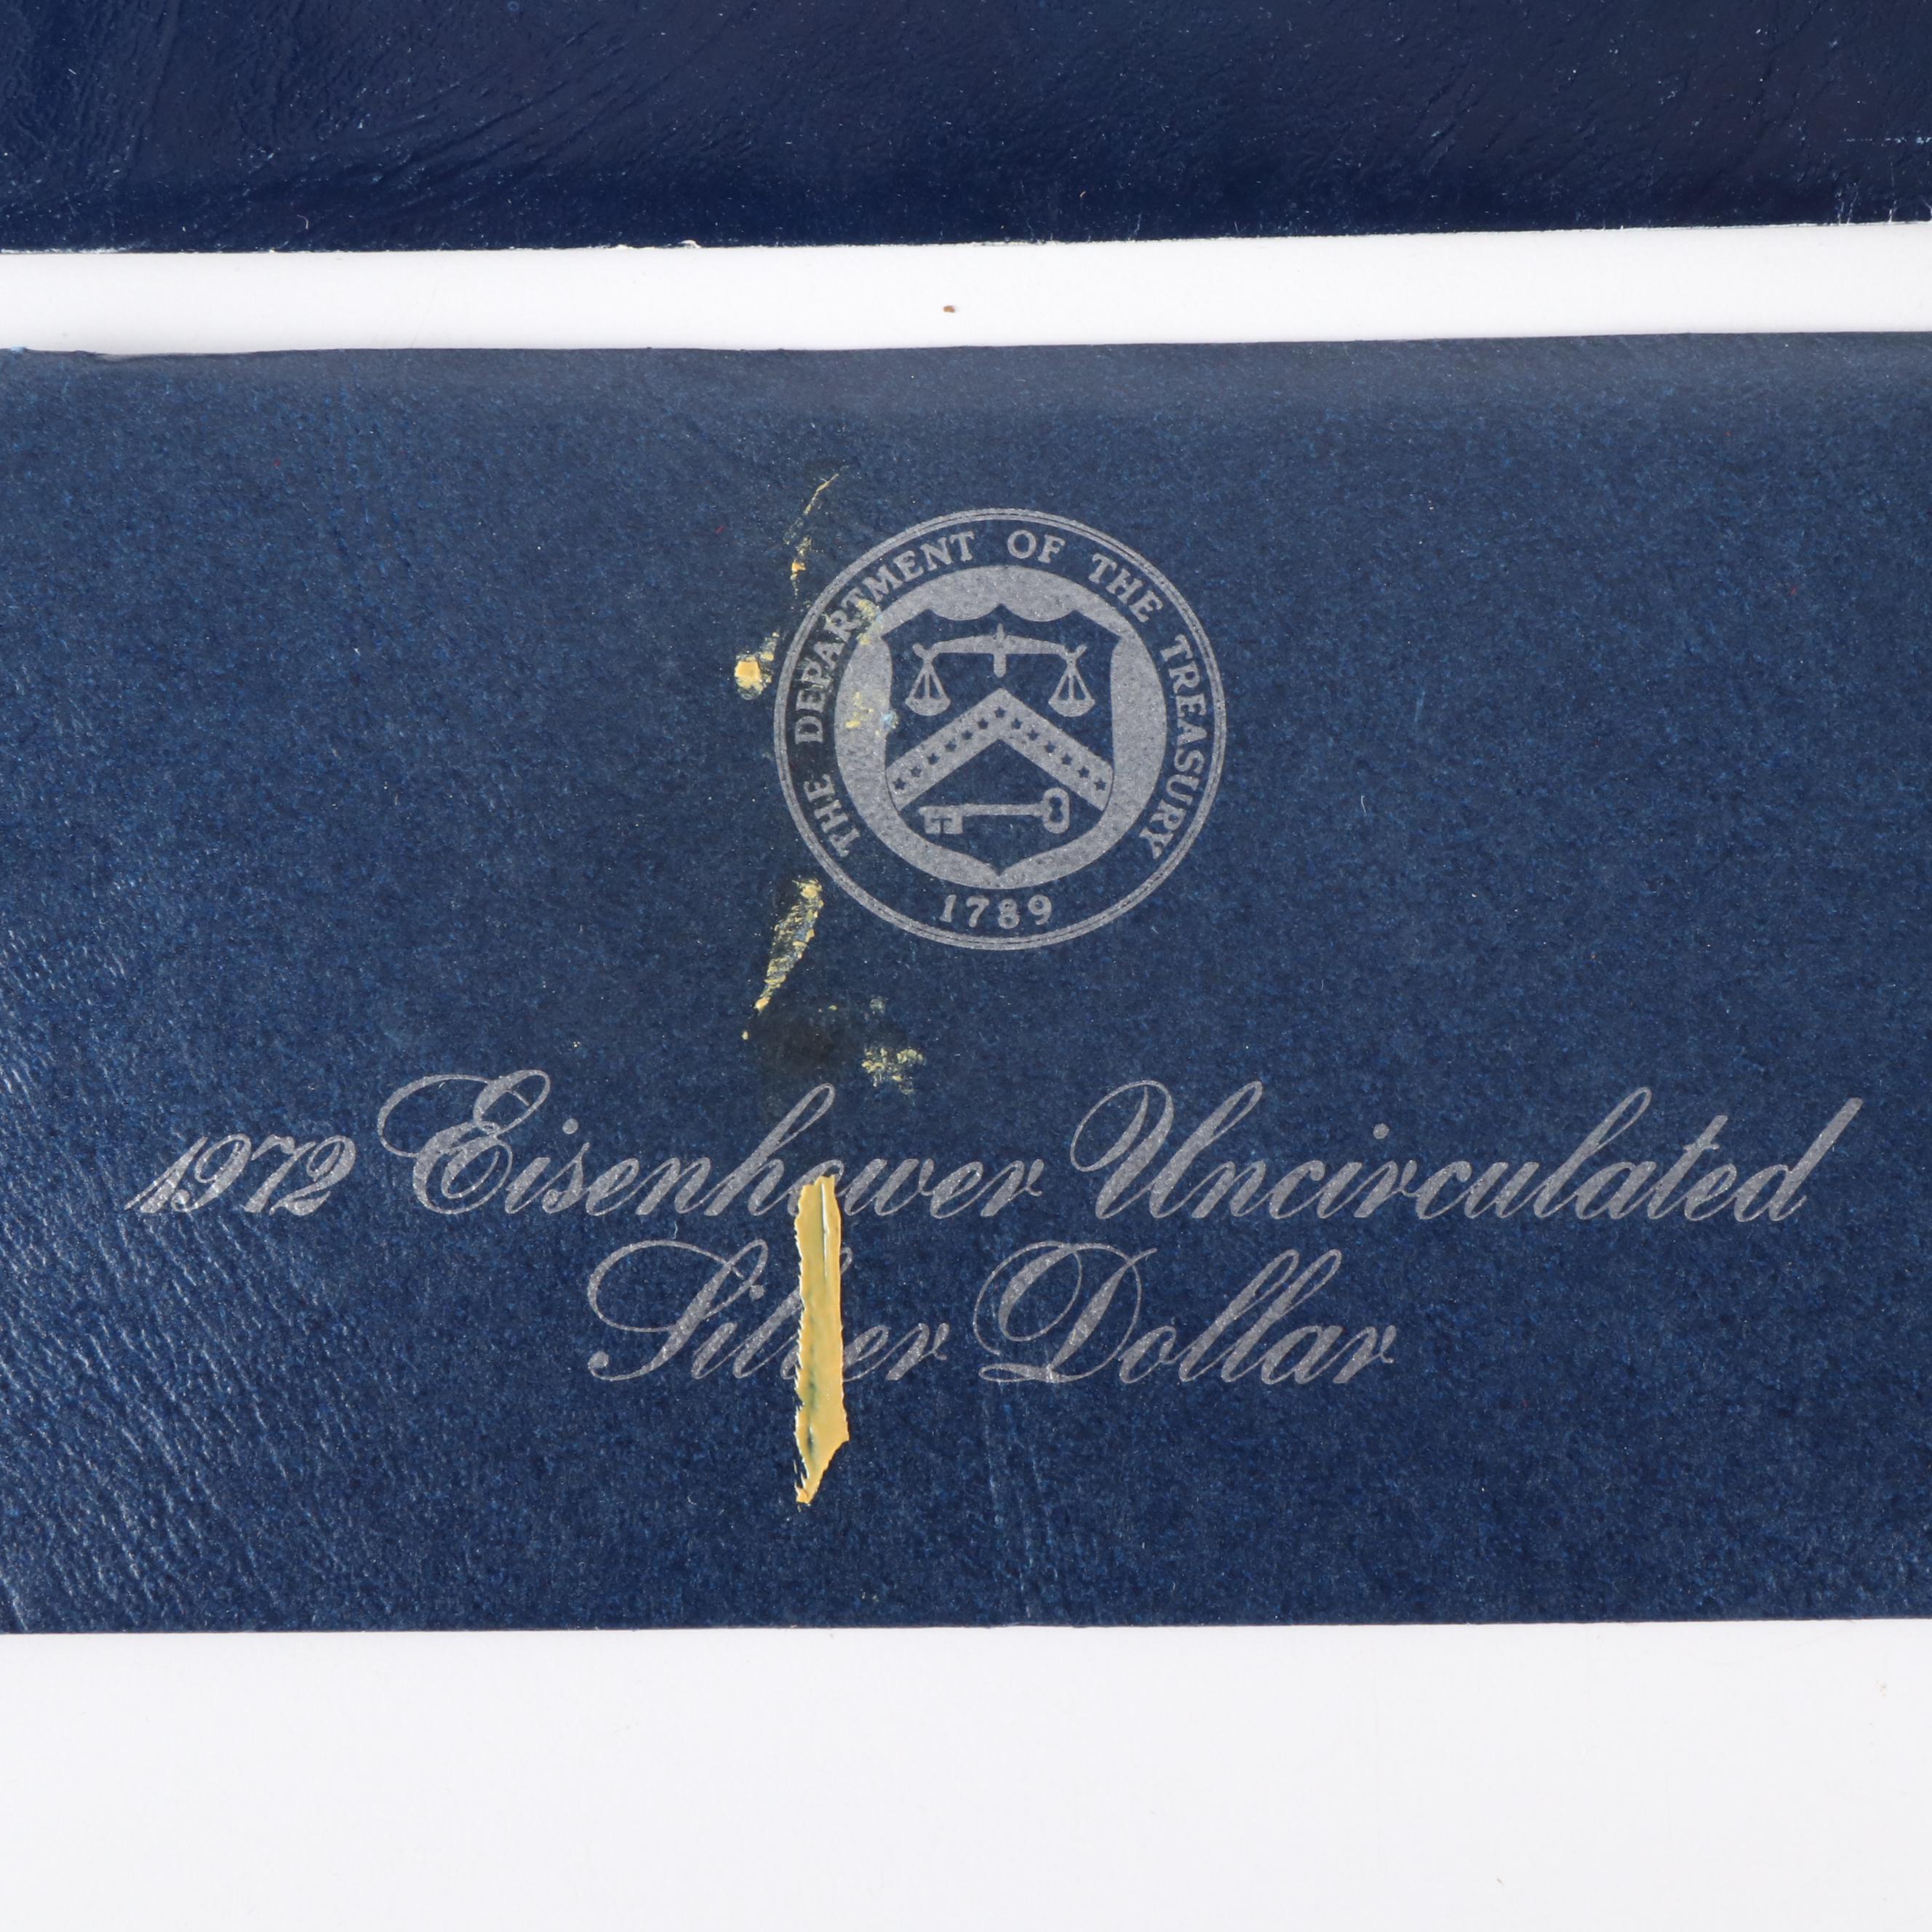 THE DEPARTMENT OF THE TREASURY
1789
1972 Eisenhower Uncirculated
Silver Dollar